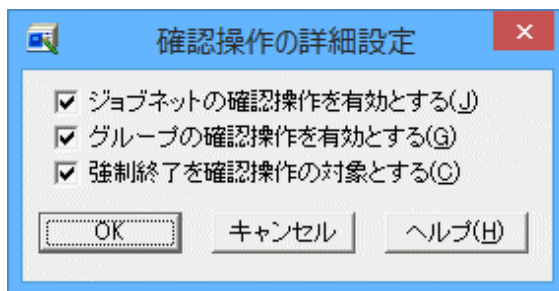 確認操作の詳細設定
ジョブネットの確認操作を有効とする(J)
グループの確認操作を有効とする(G)
強制終了を確認操作の対象とする(C)
OK キャンセル ヘルプ(H)